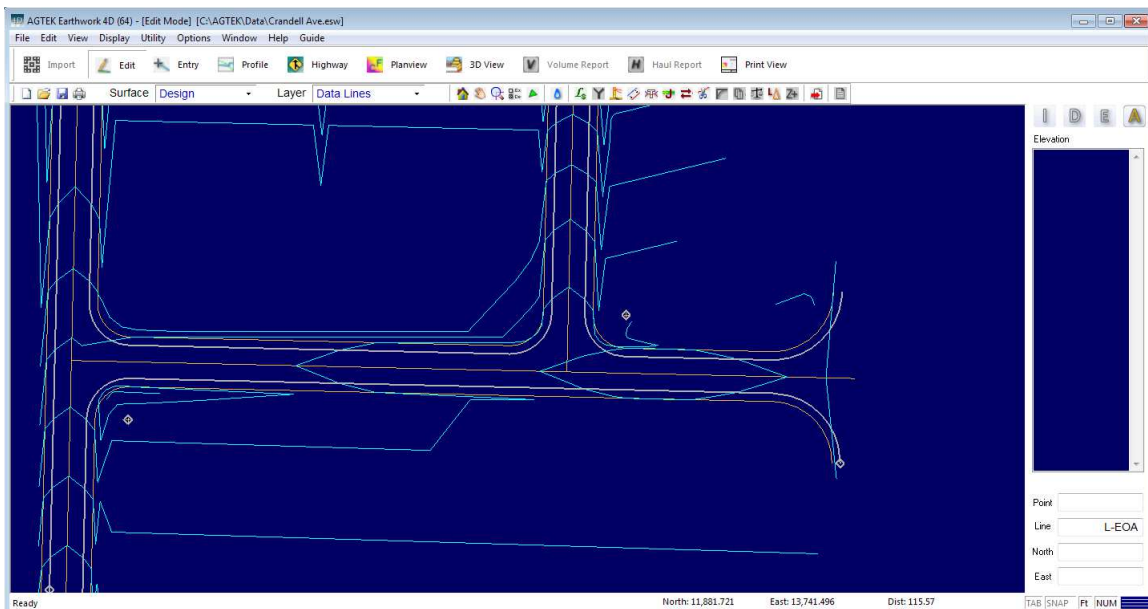 AGTEK Earthwork 4D (64) - [Edit Mode] [C:\AGTEK\Data\Crandell Ave.esw]
File Edit View Display Utility Options Window Help Guide
Import Edit Entry Profile Highway Planview 3D View Volume Report Haul Report Print View
Surface Design Layer Data Lines
I D E A
Elevation
Point
Line L-EOA
North
East
Ready North: 11,881.721 East: 13,741.496 Dist: 115.57 TAB SNAP Ft NUM